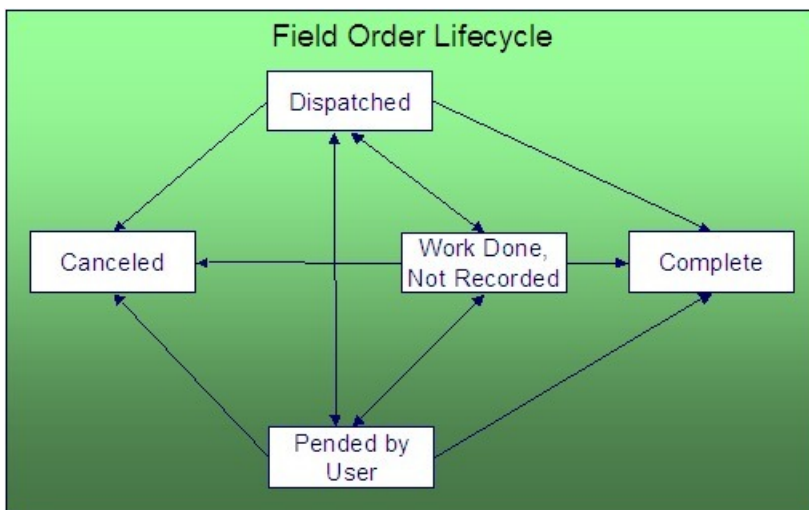 Field Order Lifecycle
Dispatched
Canceled
Work Done,
Not Recorded
Complete
Pended by
User